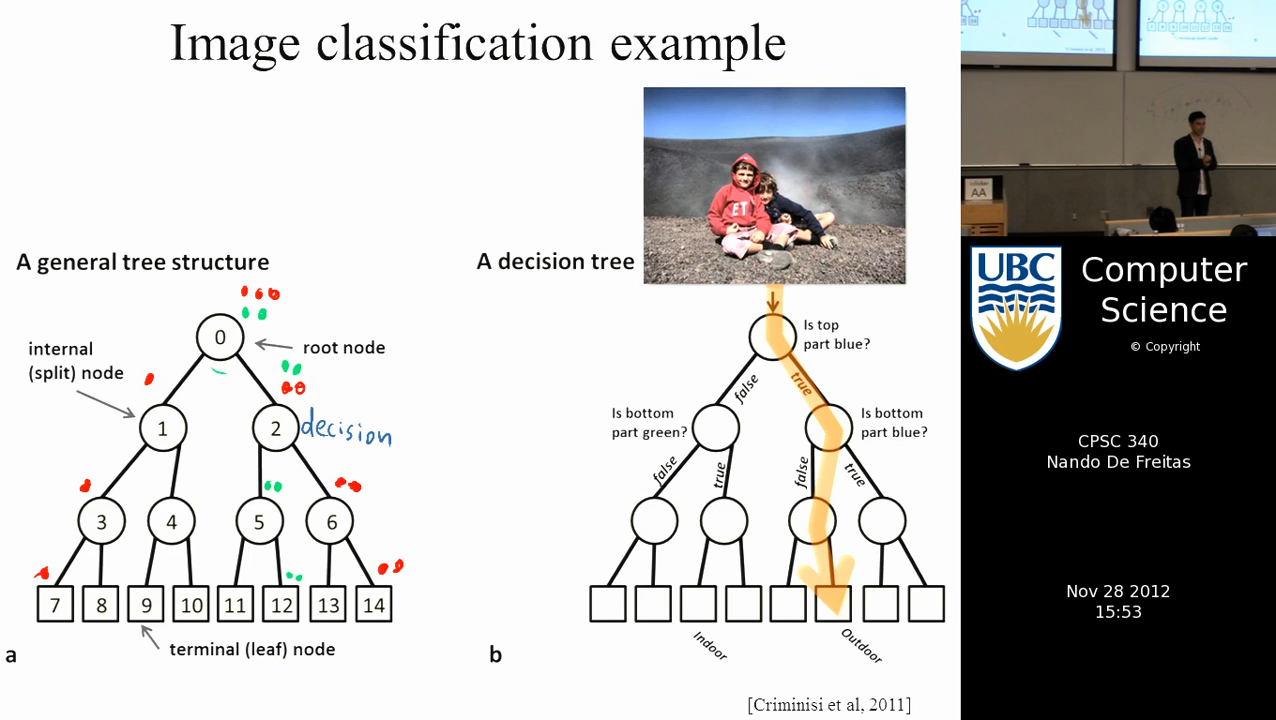 Image classification example
A general tree structure
internal
(split) node
root node
0
1
2
decision
3
4
5
6
7
8
9
10
11
12
13
14
terminal (leaf) node
a
A decision tree
ET
Is top
part blue?
false
true
Is bottom
part green?
Is bottom
part blue?
false
true
false
true
Indoor
Outdoor
b
[Criminisi et al, 2011]
AA
UBC
Computer
Science
© Copyright
CPSC 340
Nando De Freitas
Nov 28 2012
15:53